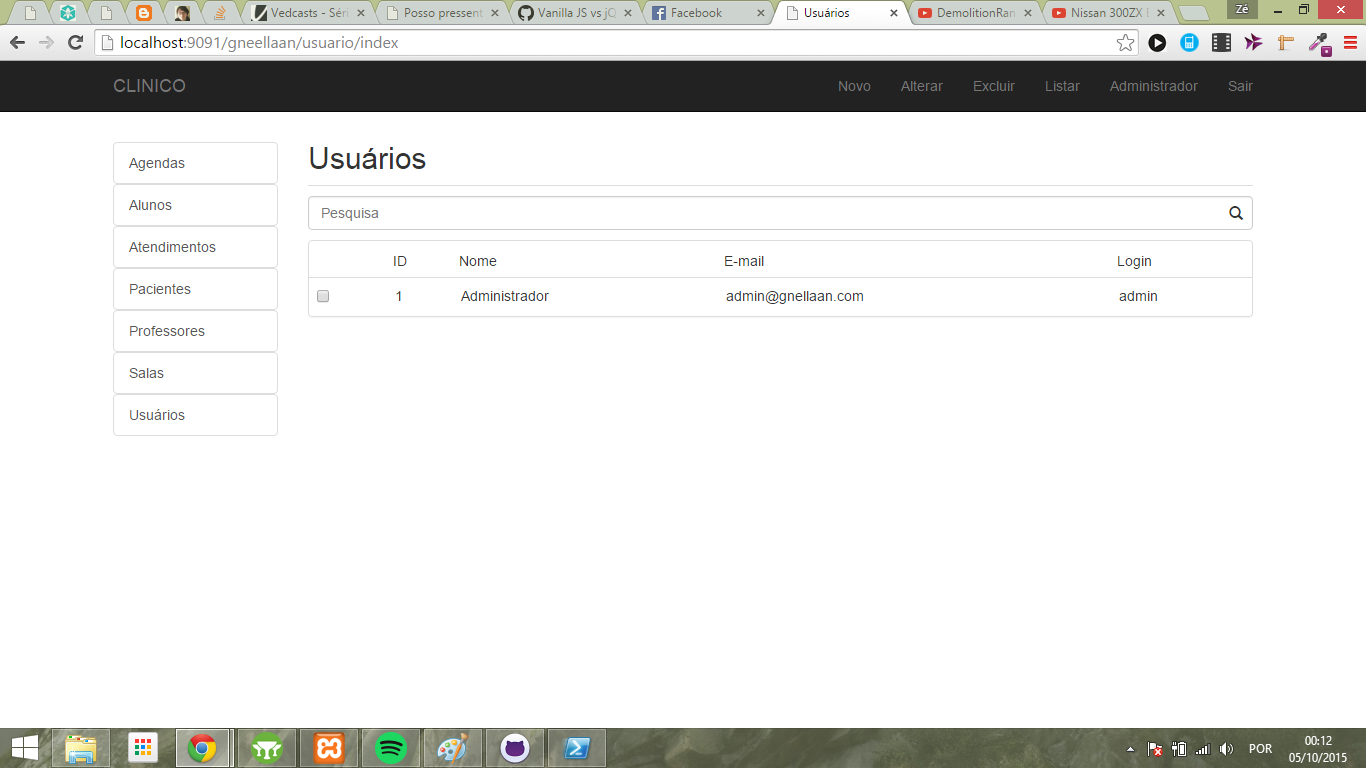 Vedcasts - Séri
Posso pressent
Vanilla JS vs jQ
Facebook
Usuários
DemolitionRan
Nissan 300ZX E
Zé
localhost:9091/gneellaan/usuario/index
CLINICO
Novo Alterar Excluir Listar Administrador Sair
Agendas
Alunos
Atendimentos
Pacientes
Professores
Salas
Usuários
Usuários
Pesquisa
ID Nome E-mail Login
1 Administrador admin@gnellaan.com admin
POR
00:12
05/10/2015